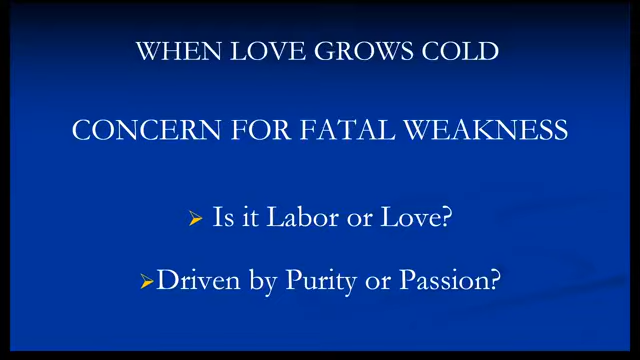 WHEN LOVE GROWS COLD
CONCERN FOR FATAL WEAKNESS
Is it Labor or Love?
Driven by Purity or Passion?